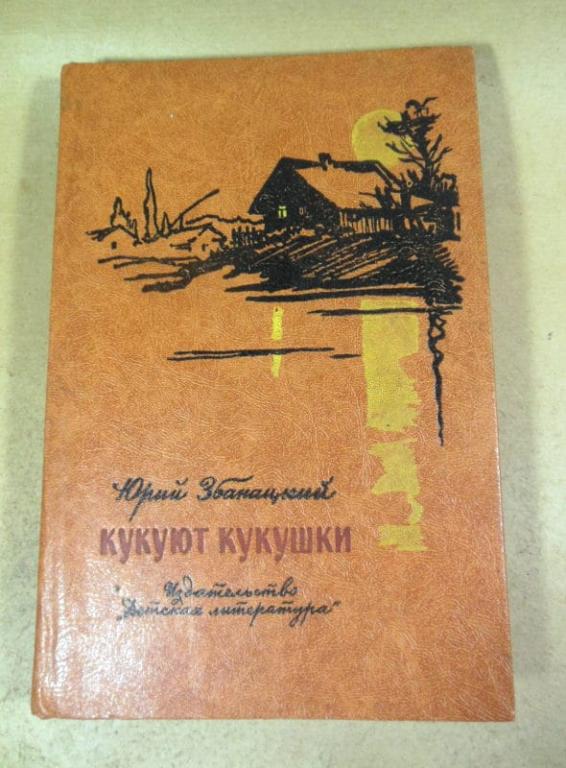 Юрий Збанацкий
КУКУЮТ КУКУШКИ
Издательство
„Детская литература"